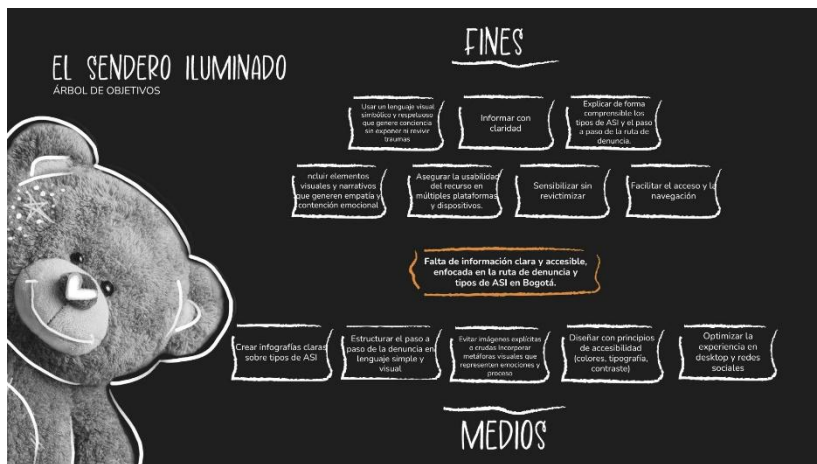 EL SENDERO ILUMINADO
ÁRBOL DE OBJETIVOS
FINES
Usar un lenguaje visual
simbólico y respetuoso
que genere conciencia
sin exponer ni revivir
traumas
Informar con
claridad
Explicar de forma
comprensible los
tipos de ASI y el paso
a paso de la ruta de
denuncia.
ncluir elementos
visuales y narrativos
que generen empatía y
contención emocional
Asegurar la usabilidad
del recurso en
múltiples plataformas
y dispositivos.
Sensibilizar sin
revictimizar
Facilitar el acceso y la
navegación
Falta de información clara y accesible,
enfocada en la ruta de denuncia y
tipos de ASI en Bogotá.
Crear infografías claras
sobre tipos de ASI
Estructurar el paso a
paso de la denuncia en
lenguaje simple y
visual
Evitar imágenes explícitas
o crudas incorporar
metáforas visuales que
representen emociones y
proceso
Diseñar con principios
de accesibilidad
(colores, tipografía,
contraste)
Optimizar la
experiencia en
desktop y redes
sociales
MEDIOS